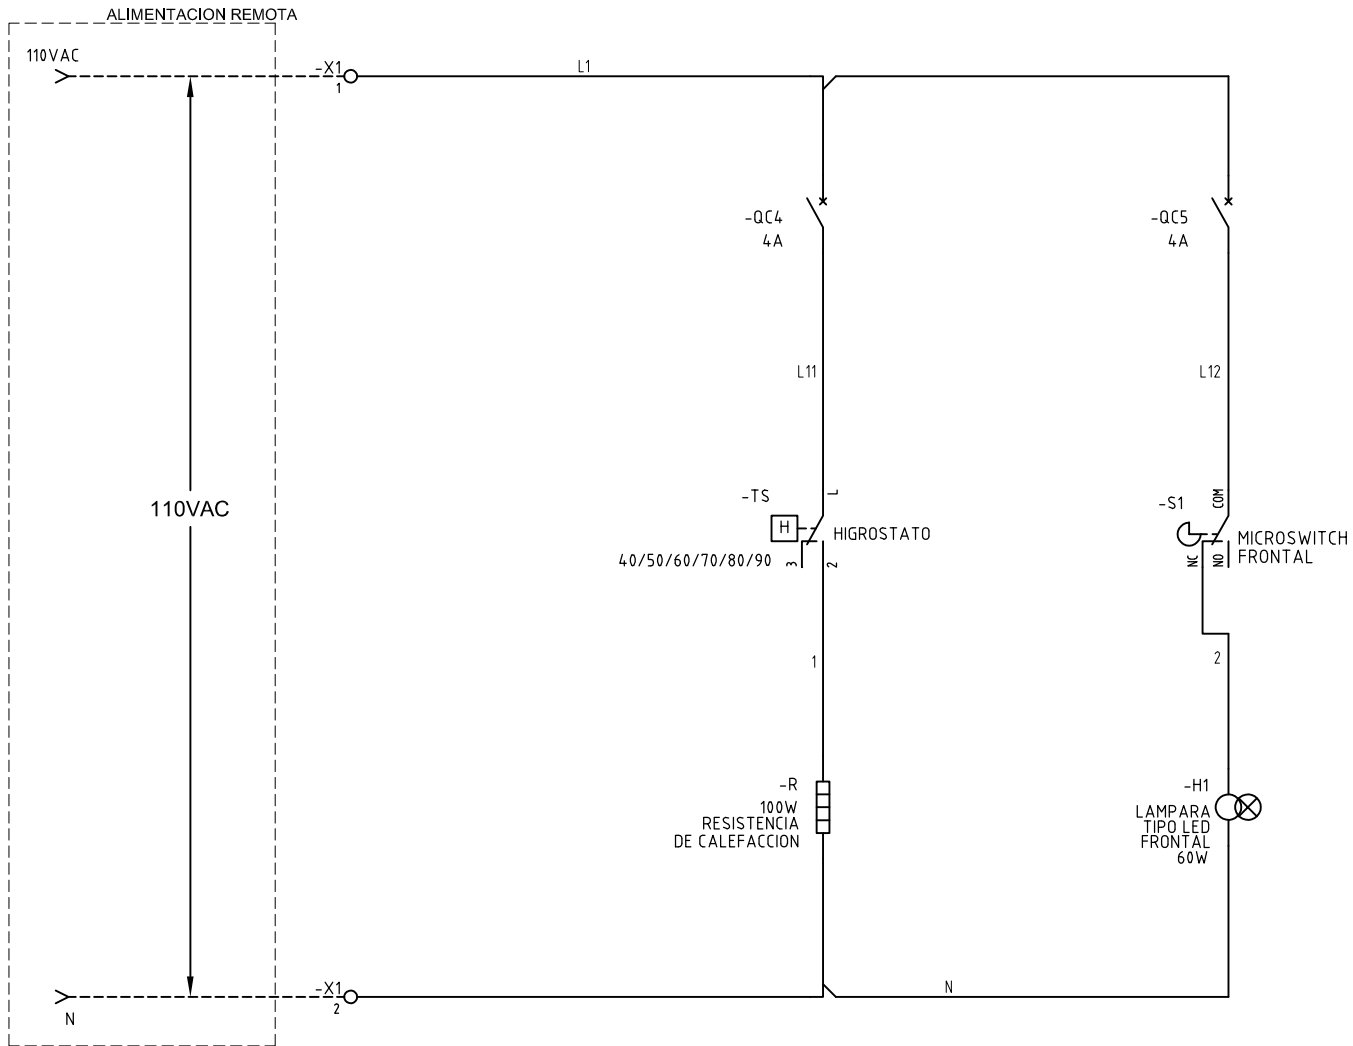 ALIMENTACION REMOTA
110VAC
-X1
1
L1
-QC4
4A
-QC5
4A
L11
L12
110VAC
-TS
L
H
HIGROSTATO
40/50/60/70/80/90
3
2
-S1
COM
MICROSWITCH
FRONTAL
NC
NO
1
2
-R
100W
RESISTENCIA
DE CALEFACCION
-H1
LAMPARA
TIPO LED
FRONTAL
60W
-X1
2
N
N